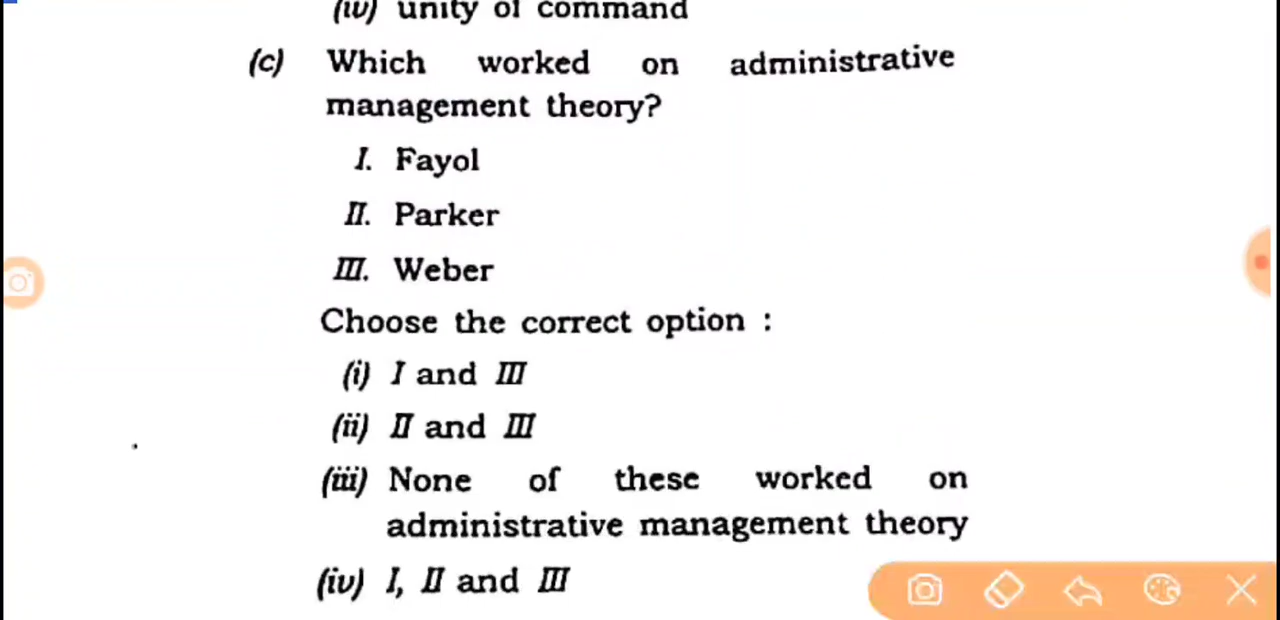 (iv) unity of command
(c) Which worked on administrative
management theory?
I. Fayol
II. Parker
III. Weber
Choose the correct option :
(i) I and III
(ii) II and III
(iii) None of these worked on
administrative management theory
(iv) I, II and III